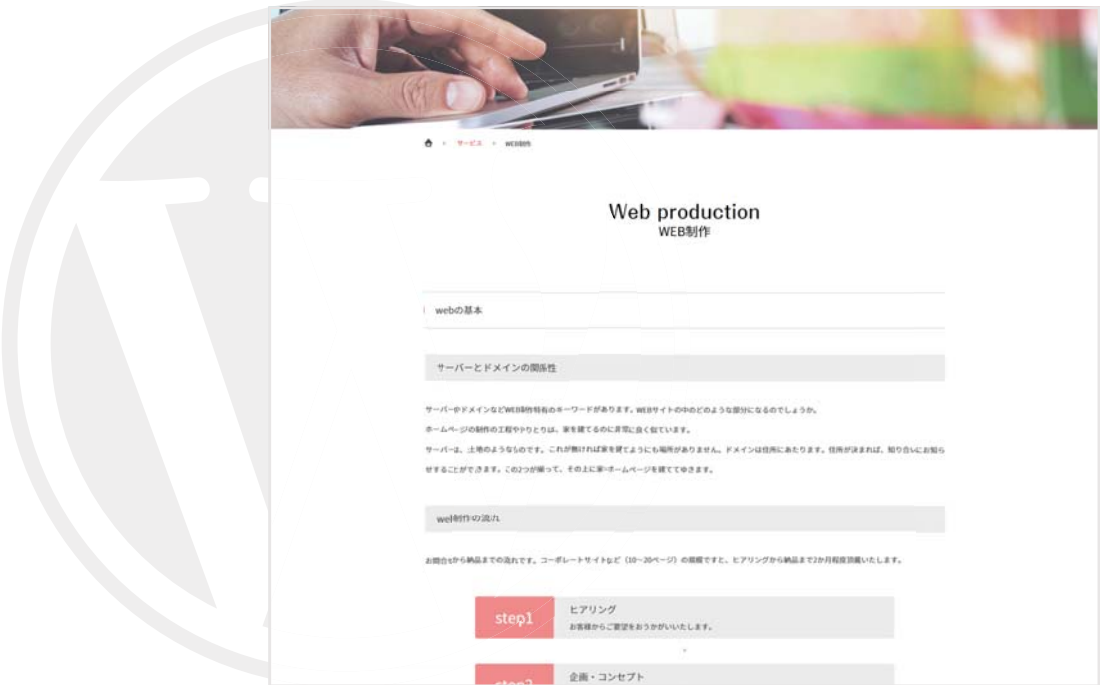 サービス
WEB制作
Web production
WEB制作
webの基本
サーバーとドメインの関係性
サーバーやドメインなどWEB制作特有のキーワードがあります。WEBサイトの中のどのような部分になるのでしょうか。
ホームページの制作の工程ややりとりは、家を建てるのに非常に良く似ています。
サーバーは、土地のようなものです。これが無ければ家を建てようにも場所がありません。ドメインは住所にあたります。住所が決まれば、知り合いにお知ら
せすることができます。この2つが揃って、その上に家=ホームページを建ててゆきます。
web制作の流れ
お問合せから納品までの流れです。コーポレートサイトなど（10～20ページ）の規模ですと、ヒアリングから納品まで2か月程度頂戴いたします。
step1
ヒアリング
お客様からご要望をおうかがいいたします。
step2
企画・コンセプト